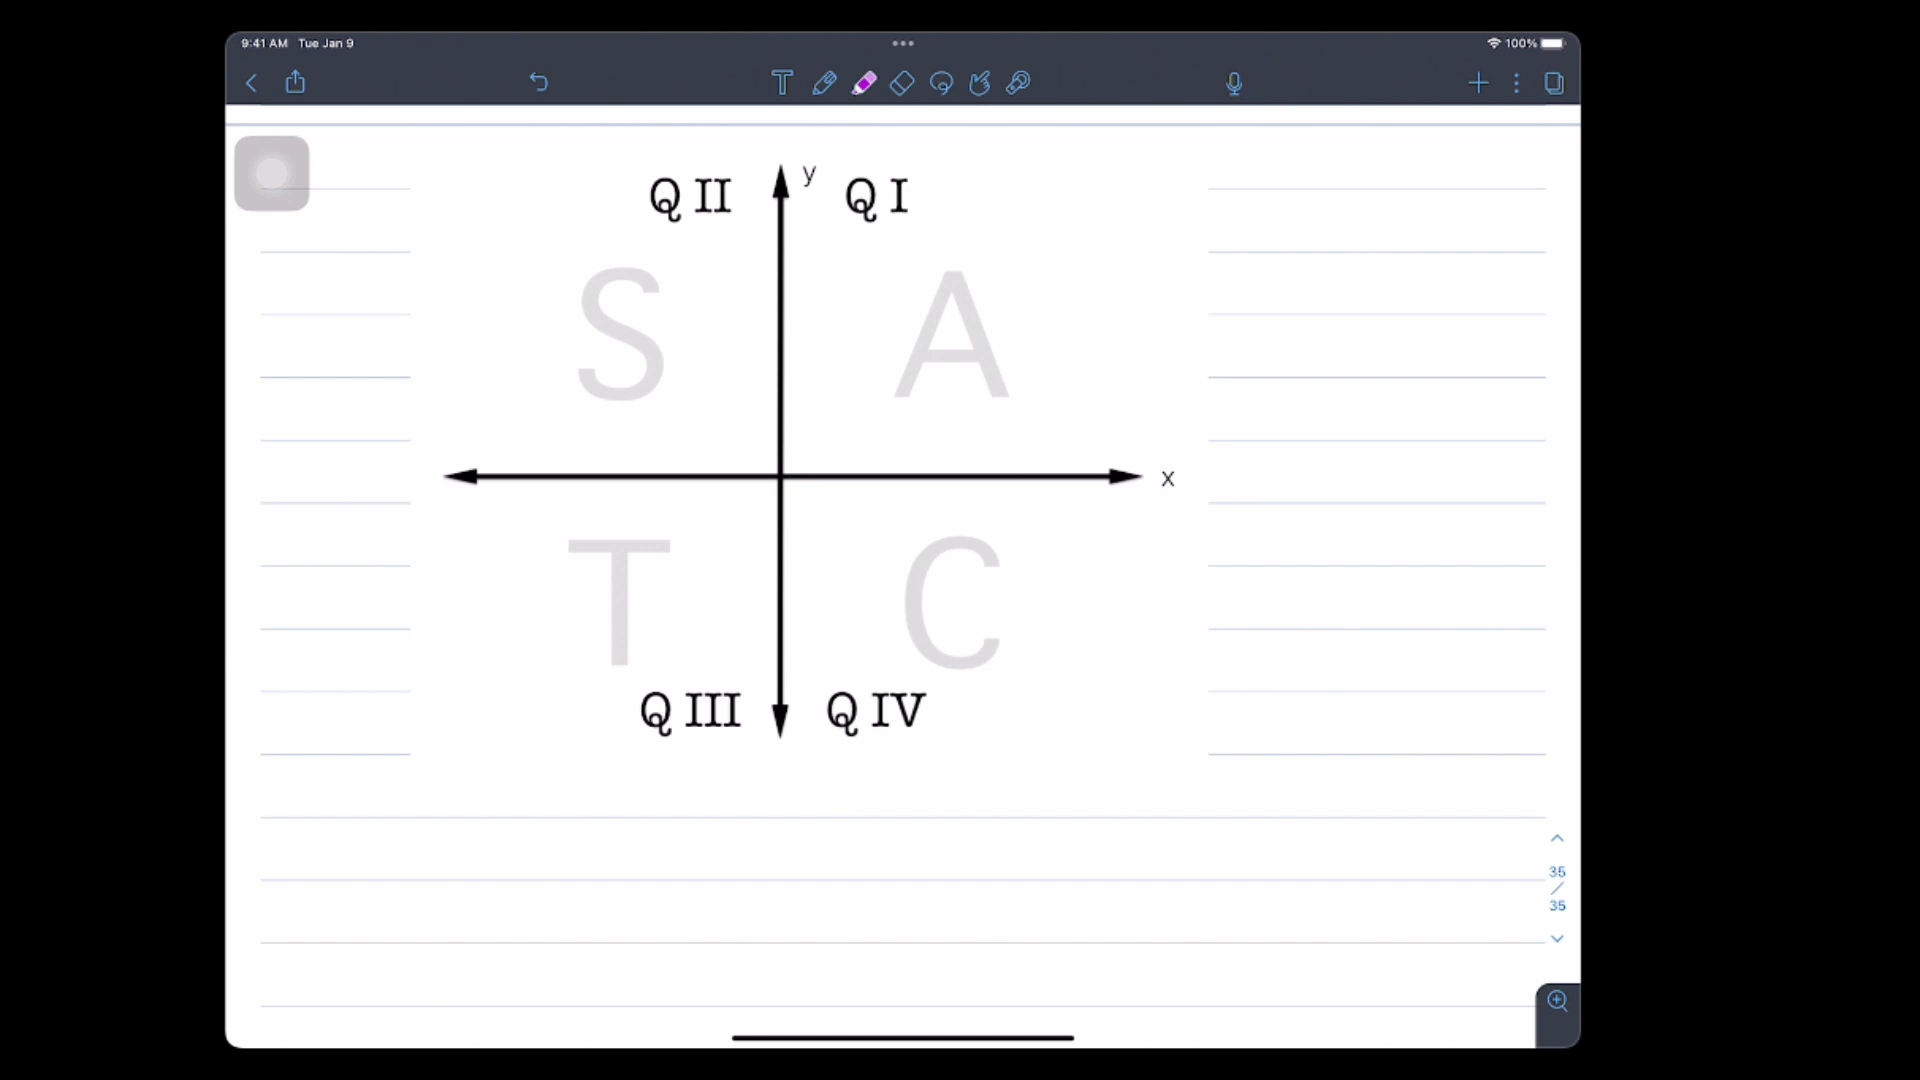 9:41 AM Tue Jan 9
100%
T
y
Q II
Q I
S
A
x
T
C
Q III
Q IV
35
35